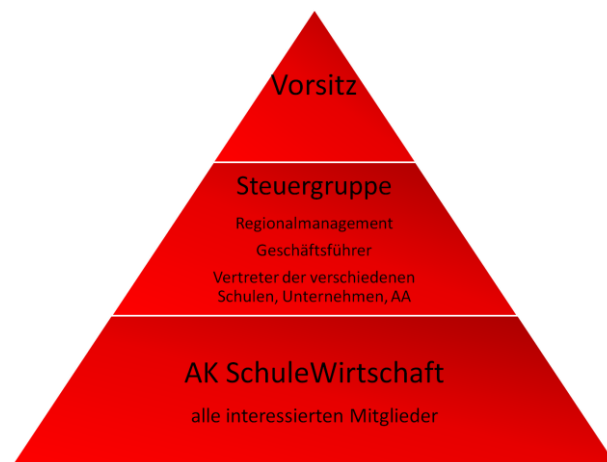 Vorsitz
Steuergruppe
Regionalmanagement
Geschäftsführer
Vertreter der verschiedenen
Schulen, Unternehmen, AA
AK SchuleWirtschaft
alle interessierten Mitglieder